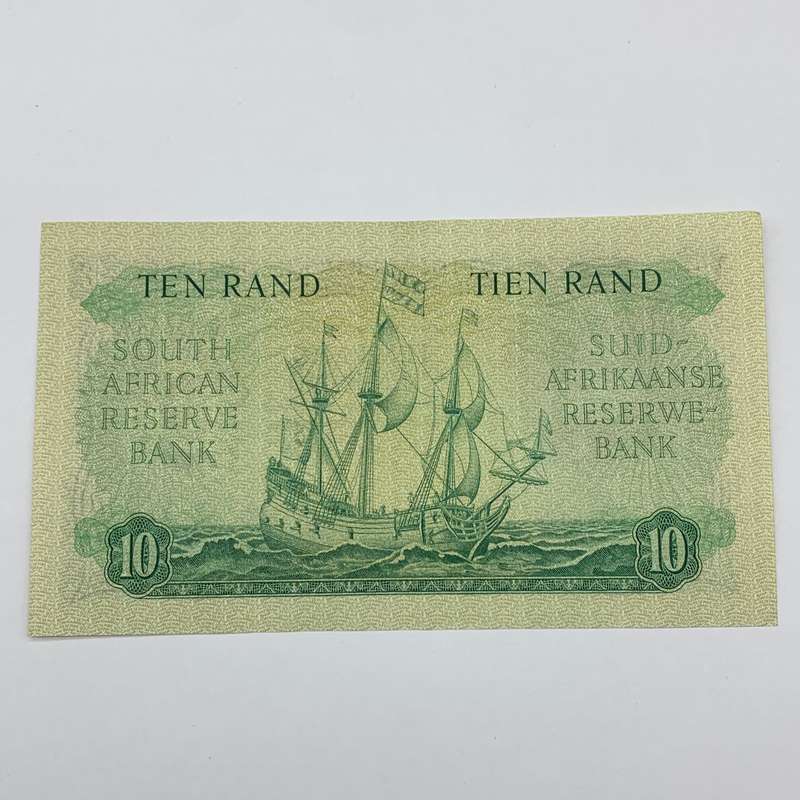 TEN RAND
TIEN RAND
SOUTH
AFRICAN
RESERVE
BANK
SUID-
AFRIKAANSE
RESERWE-
BANK
10
10